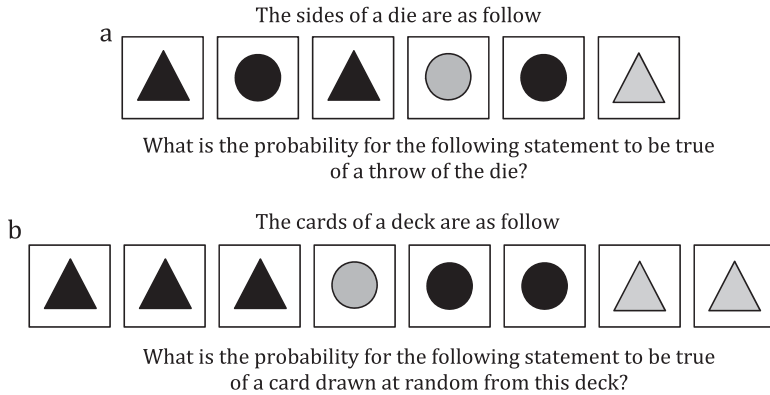 The sides of a die are as follow
a
What is the probability for the following statement to be true
of a throw of the die?
The cards of a deck are as follow
b
What is the probability for the following statement to be true
of a card drawn at random from this deck?